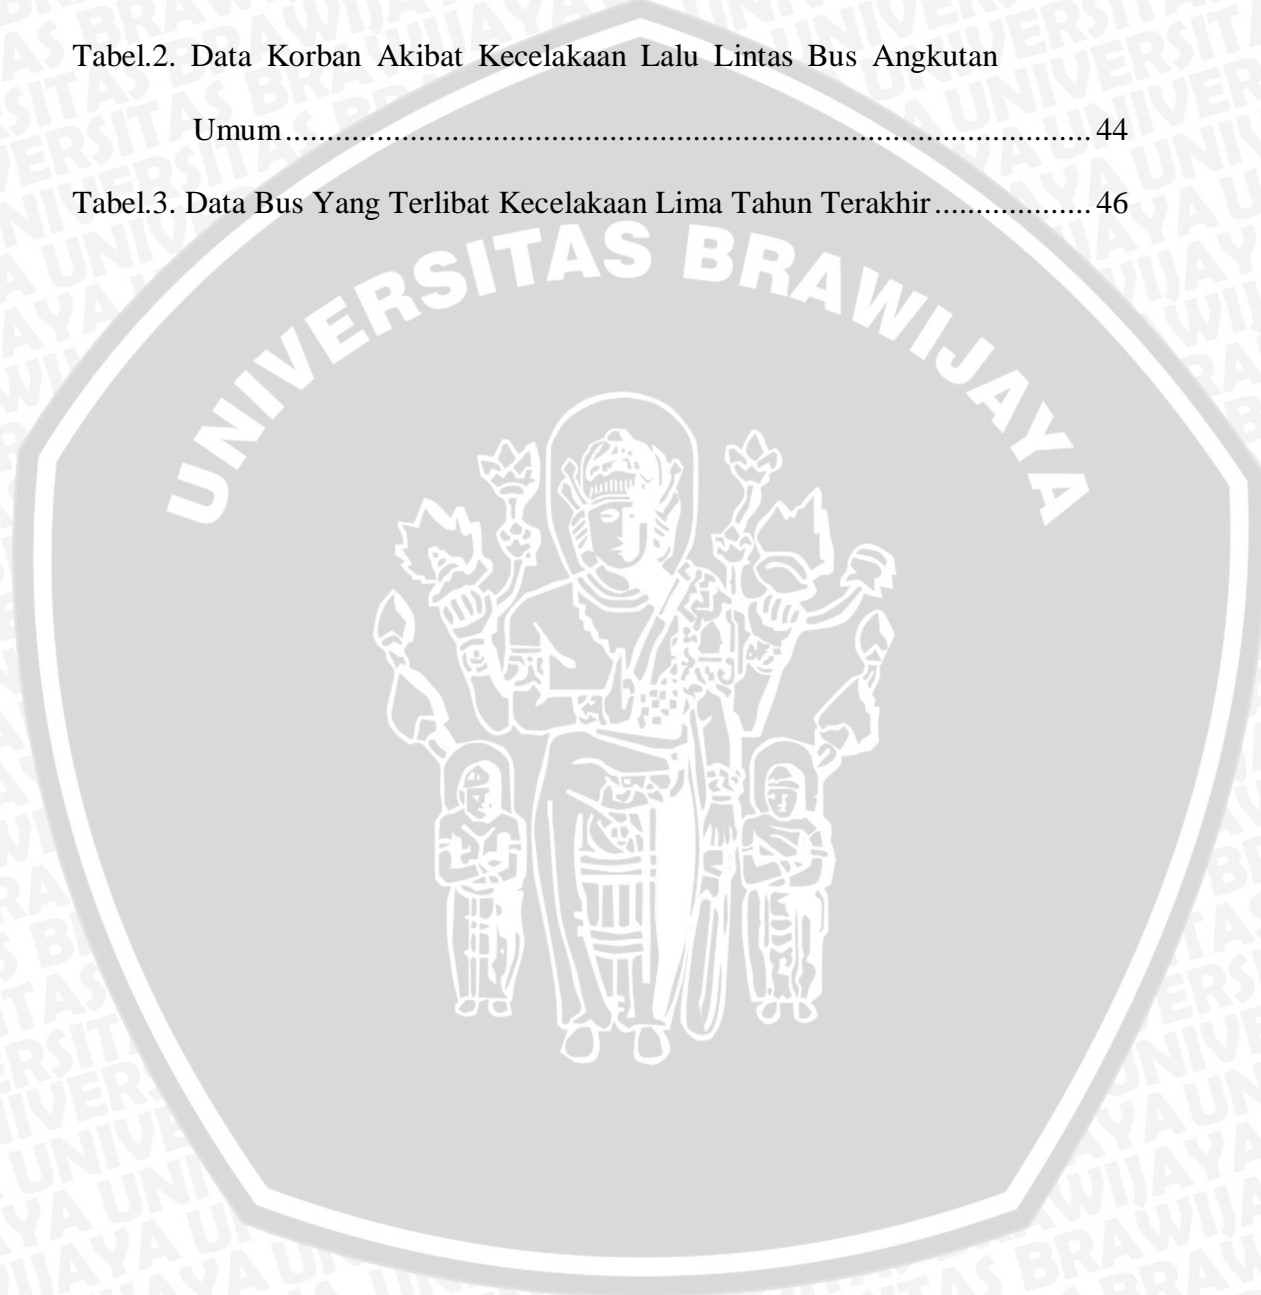 Tabel.2. Data Korban Akibat Kecelakaan Lalu Lintas Bus Angkutan
Umum.................................................................................................. 44
Tabel.3. Data Bus Yang Terlibat Kecelakaan Lima Tahun Terakhir................... 46
UNIVERSITAS BRAWIJAYA